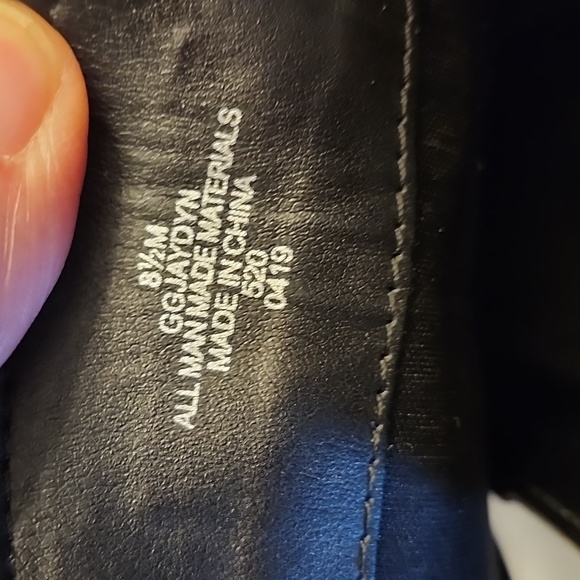 8½M
GGJAYDYN
ALL MAN MADE MATERIALS
MADE IN CHINA
520
0419